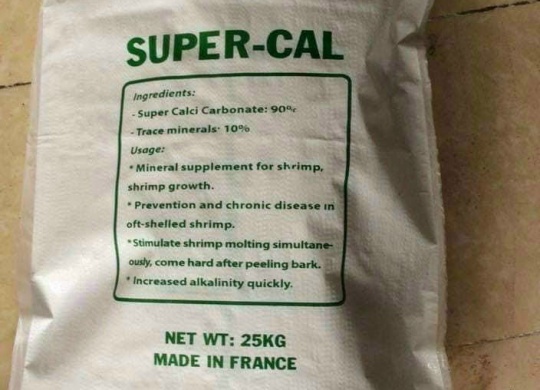 SUPER-CAL
Ingredients:
- Super Calci Carbonate: 90%
- Trace minerals: 10%
Usage:
* Mineral supplement for shrimp,
shrimp growth.
* Prevention and chronic disease in
oft-shelled shrimp.
* Stimulate shrimp molting simultane-
ously, come hard after peeling bark.
* Increased alkalinity quickly.
NET WT: 25KG
MADE IN FRANCE